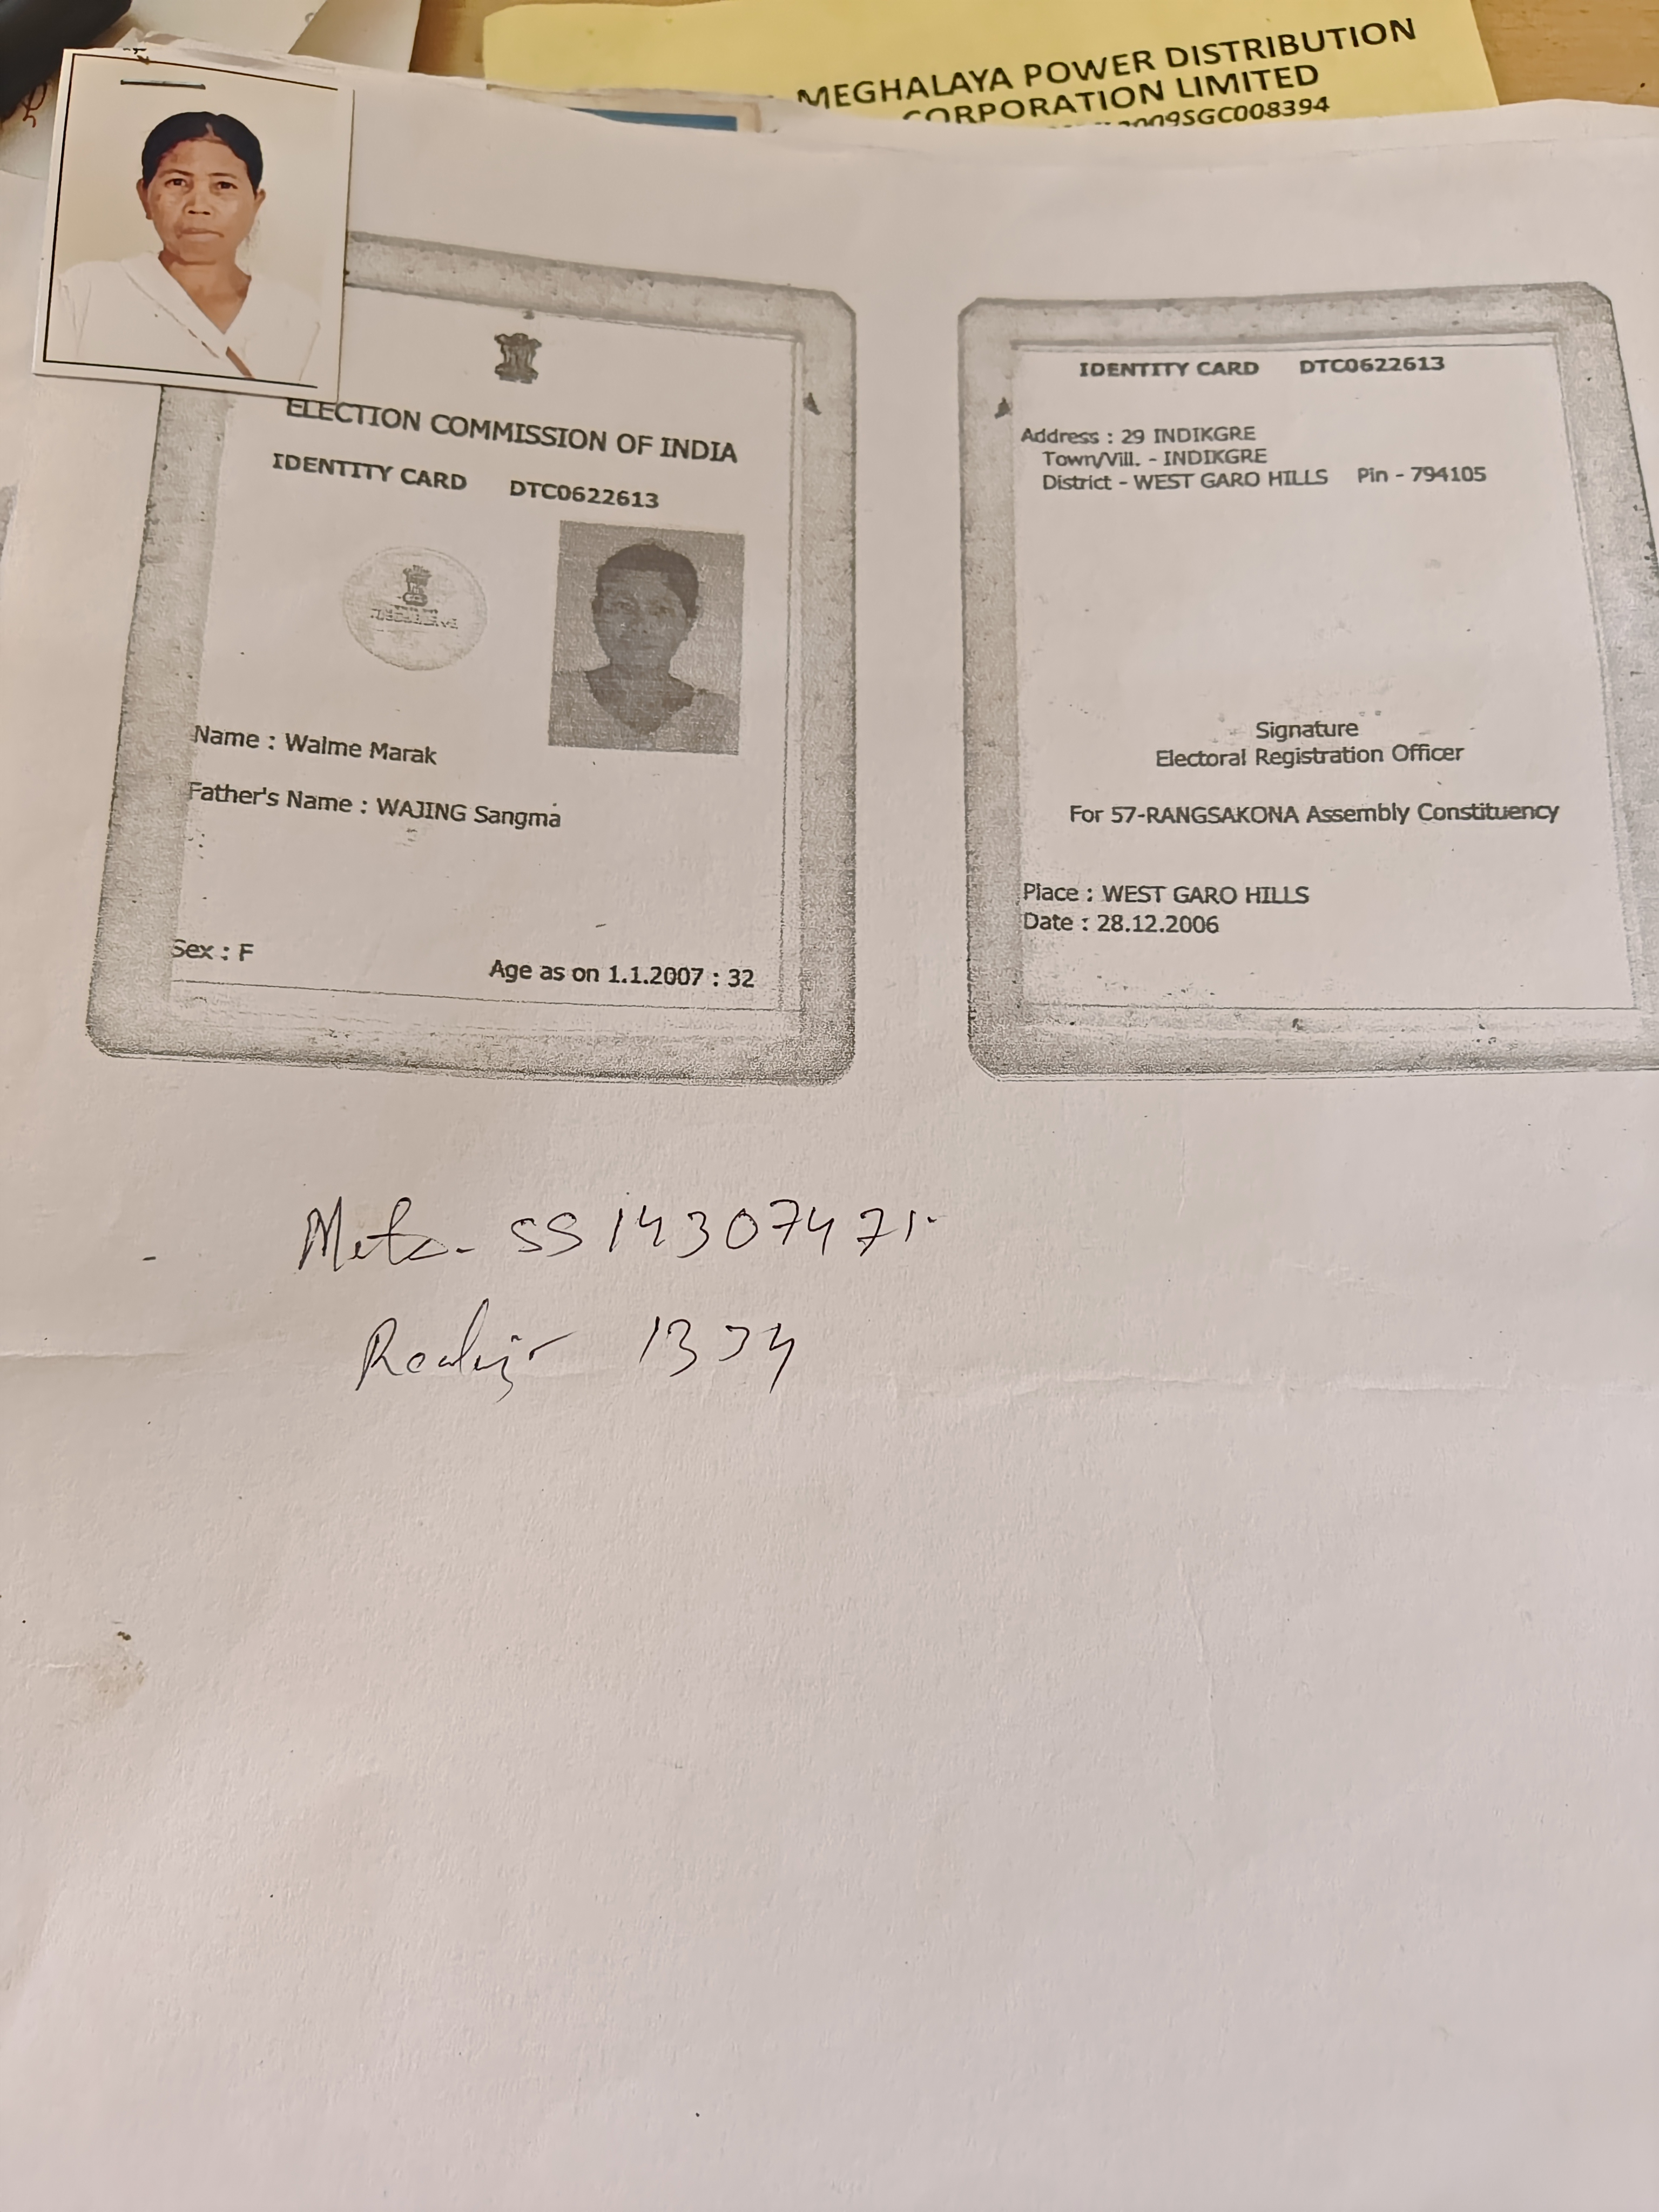 MEGHALAYA POWER DISTRIBUTION
CORPORATION LIMITED
2009SGC008394
ELECTION COMMISSION OF INDIA
IDENTITY CARD DTC0622613
Name : Walme Marak
Father's Name : WAJING Sangma
Sex : F
Age as on 1.1.2007 : 32
IDENTITY CARD DTC0622613
Address : 29 INDIKGRE
Town/Vill. - INDIKGRE
District - WEST GARO HILLS Pin - 794105
Signature
Electoral Registration Officer
For 57-RANGSAKONA Assembly Constituency
Place : WEST GARO HILLS
Date : 28.12.2006
SS14307471